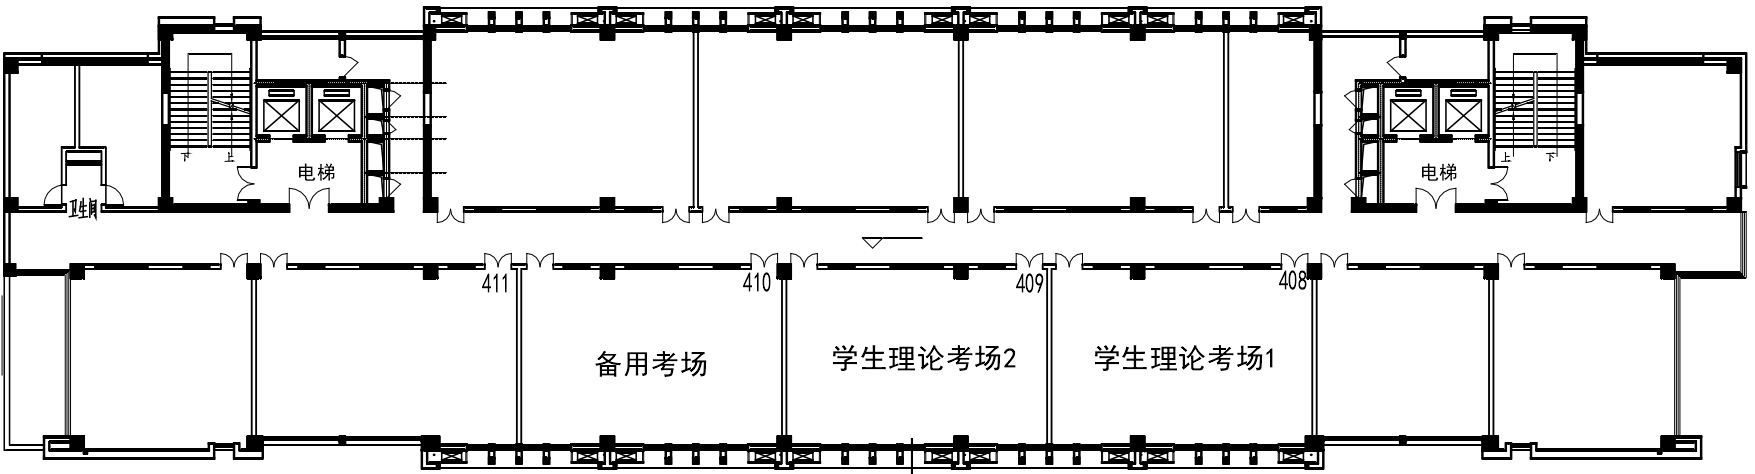 下 上
电梯
上 下
电梯
卫生间
411
410
409
408
备用考场
学生理论考场2
学生理论考场1